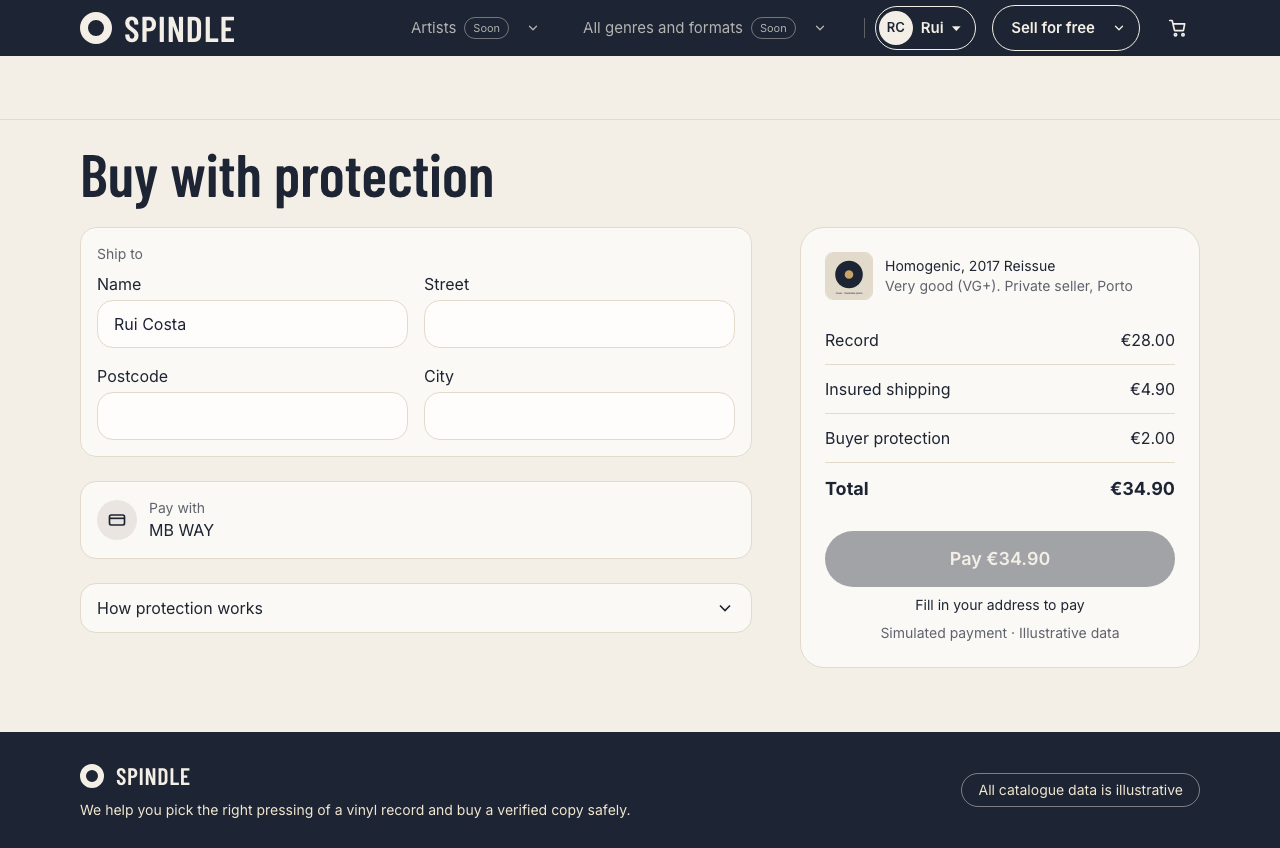 SPINDLE
Artists Soon
All genres and formats Soon
RC Rui
Sell for free
Buy with protection
Ship to
Name
Street
Rui Costa
Postcode
City
Pay with
MB WAY
How protection works
Homogenic, 2017 Reissue
Very good (VG+). Private seller, Porto
Record €28.00
Insured shipping €4.90
Buyer protection €2.00
Total €34.90
Pay €34.90
Fill in your address to pay
Simulated payment · Illustrative data
SPINDLE
We help you pick the right pressing of a vinyl record and buy a verified copy safely.
All catalogue data is illustrative